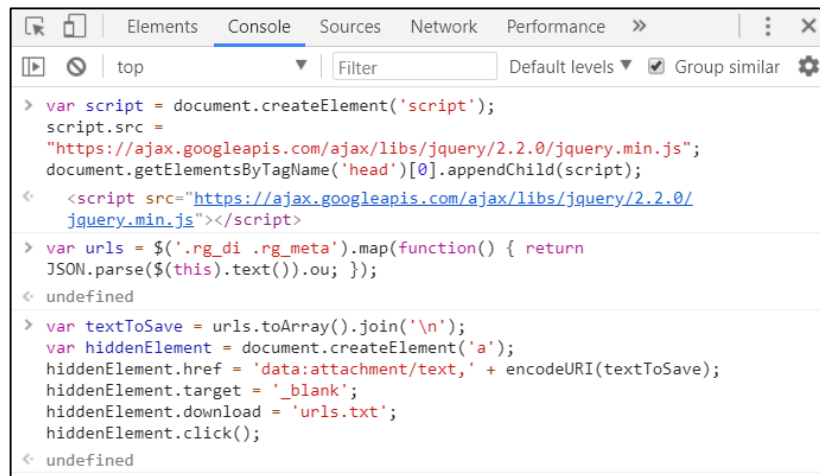 Elements Console Sources Network Performance »
top Filter Default levels Group similar
> var script = document.createElement('script');
script.src =
"https://ajax.googleapis.com/ajax/libs/jquery/2.2.0/jquery.min.js";
document.getElementsByTagName('head')[0].appendChild(script);
<script src="https://ajax.googleapis.com/ajax/libs/jquery/2.2.0/
jquery.min.js"></script>
> var urls = $('.rg_di .rg_meta').map(function() { return
JSON.parse($(this).text()).ou; });
undefined
> var textToSave = urls.toArray().join('\n');
var hiddenElement = document.createElement('a');
hiddenElement.href = 'data:attachment/text,' + encodeURI(textToSave);
hiddenElement.target = '_blank';
hiddenElement.download = 'urls.txt';
hiddenElement.click();
undefined